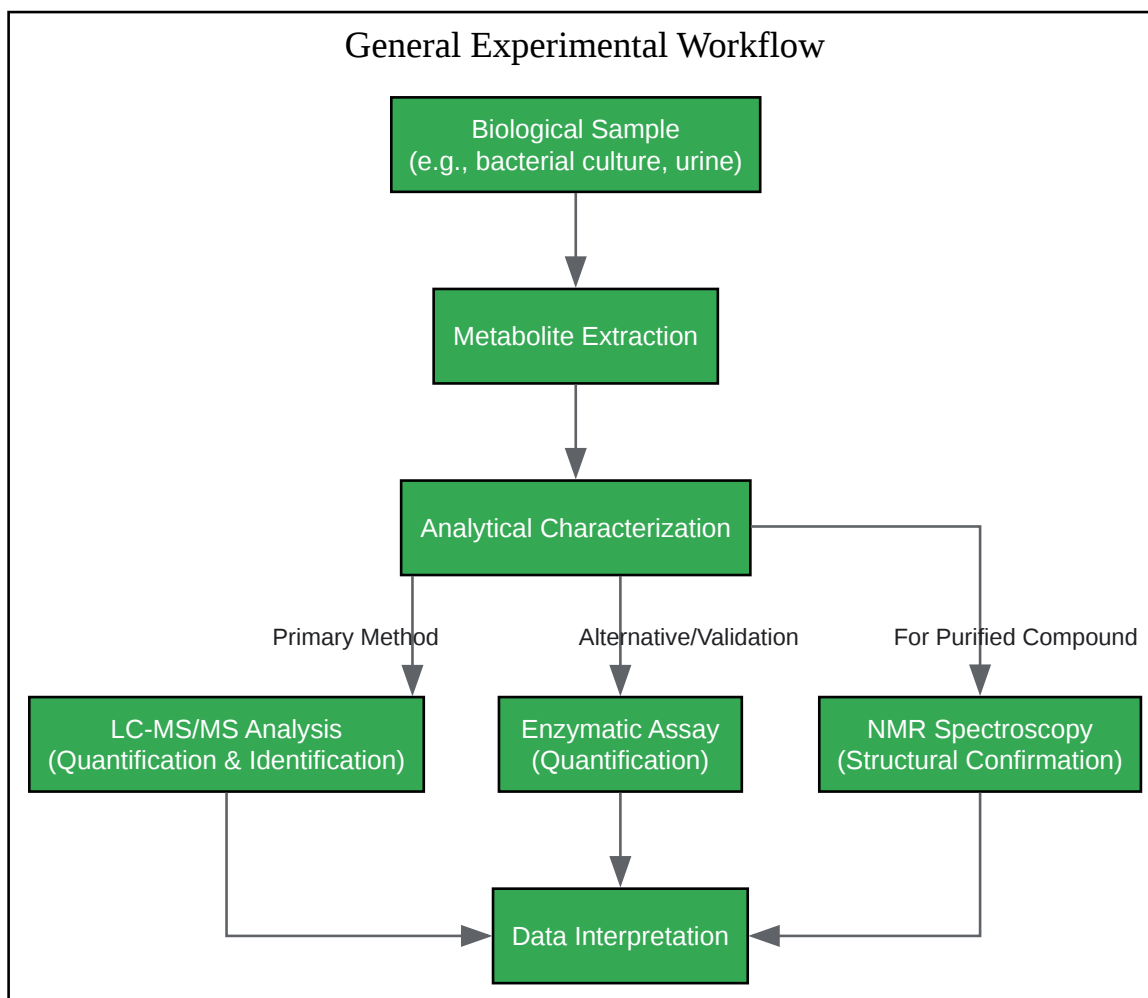 General Experimental Workflow
Biological Sample
(e.g., bacterial culture, urine)
Metabolite Extraction
Analytical Characterization
Primary Method
Alternative/Validation
For Purified Compound
LC-MS/MS Analysis
(Quantification & Identification)
Enzymatic Assay
(Quantification)
NMR Spectroscopy
(Structural Confirmation)
Data Interpretation